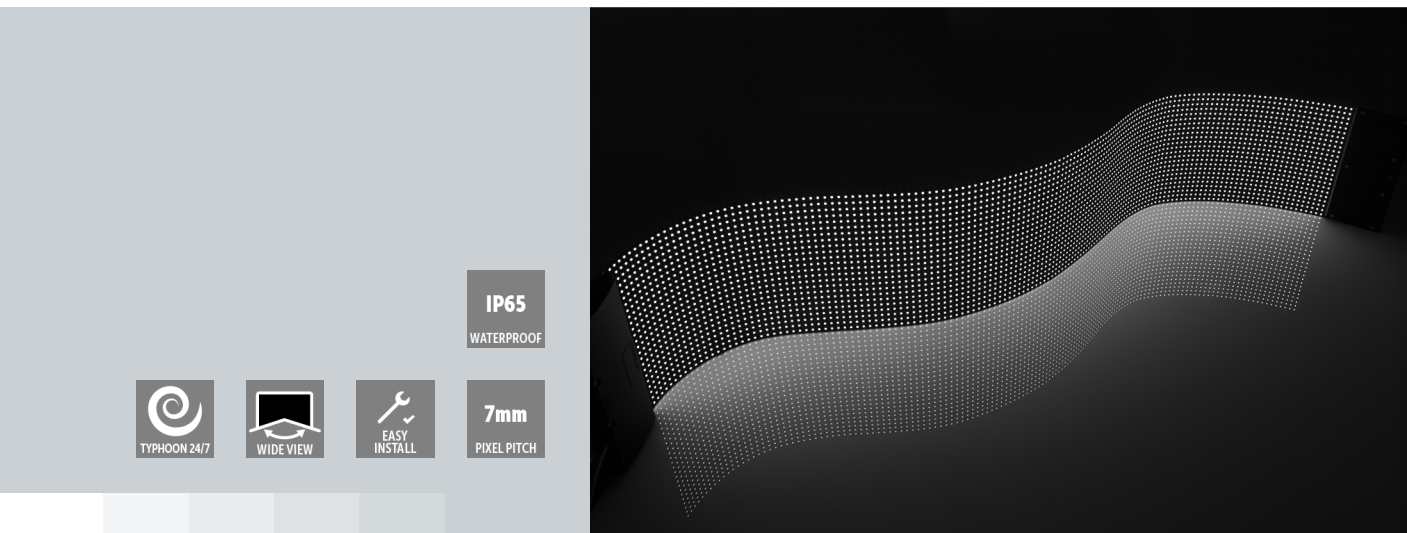 IP65
WATERPROOF
TYPHOON 24/7
WIDE VIEW
EASY
INSTALL
7mm
PIXEL PITCH